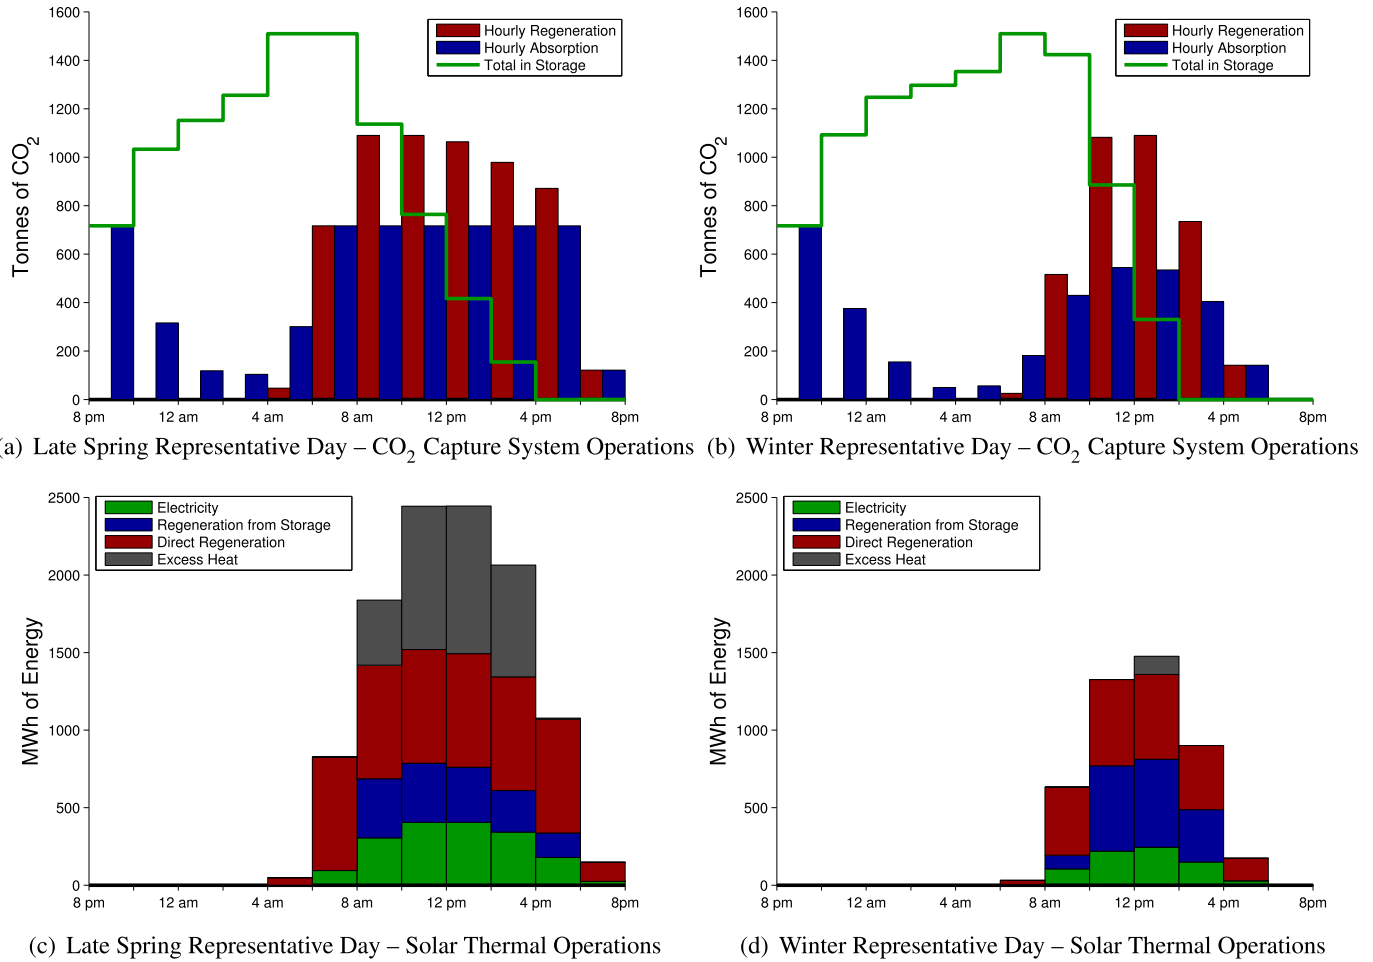 1600
1400
1200
1000
800
600
400
200
0
Tonnes of CO2
Hourly Regeneration
Hourly Absorption
Total in Storage
8 pm 12 am 4 am 8 am 12 pm 4 pm 8pm
(a) Late Spring Representative Day – CO2 Capture System Operations
1600
1400
1200
1000
800
600
400
200
0
Tonnes of CO2
Hourly Regeneration
Hourly Absorption
Total in Storage
8 pm 12 am 4 am 8 am 12 pm 4 pm 8pm
(b) Winter Representative Day – CO2 Capture System Operations
2500
2000
1500
1000
500
0
MWh of Energy
Electricity
Regeneration from Storage
Direct Regeneration
Excess Heat
8 pm 12 am 4 am 8 am 12 pm 4 pm 8pm
(c) Late Spring Representative Day – Solar Thermal Operations
2500
2000
1500
1000
500
0
MWh of Energy
Electricity
Regeneration from Storage
Direct Regeneration
Excess Heat
8 pm 12 am 4 am 8 am 12 pm 4 pm 8pm
(d) Winter Representative Day – Solar Thermal Operations